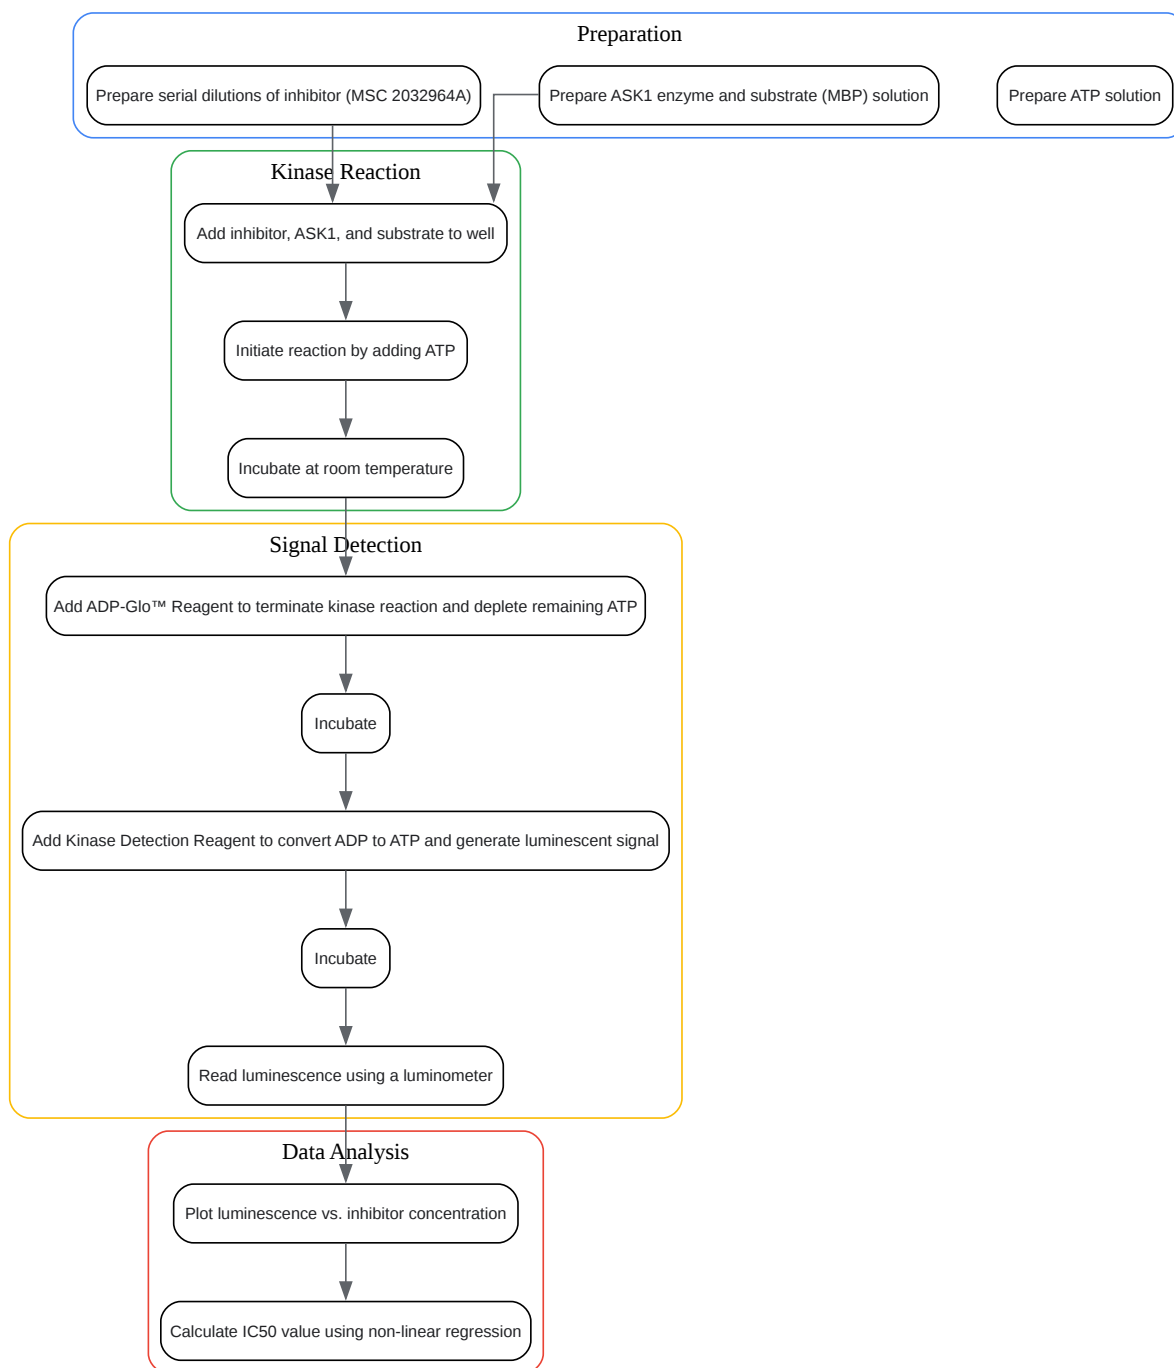 Preparation
Prepare serial dilutions of inhibitor (MSC 2032964A)
Prepare ASK1 enzyme and substrate (MBP) solution
Prepare ATP solution
Kinase Reaction
Add inhibitor, ASK1, and substrate to well
Initiate reaction by adding ATP
Incubate at room temperature
Signal Detection
Add ADP-Glo™ Reagent to terminate kinase reaction and deplete remaining ATP
Incubate
Add Kinase Detection Reagent to convert ADP to ATP and generate luminescent signal
Incubate
Read luminescence using a luminometer
Data Analysis
Plot luminescence vs. inhibitor concentration
Calculate IC50 value using non-linear regression